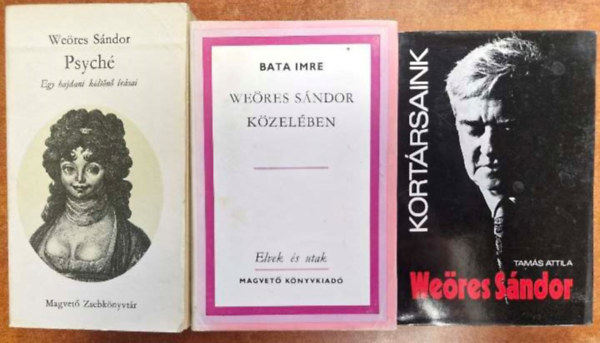 Weöres Sándor
Psyché
Egy hajdani költőnő írásai
Magvető Zsebkönyvtár
BATA IMRE
WEÖRES SÁNDOR
KÖZELÉBEN
Elvek és utak
MAGVETŐ KÖNYVKIADÓ
KORTÁRSAINK
TAMÁS ATTILA
Weöres Sándor